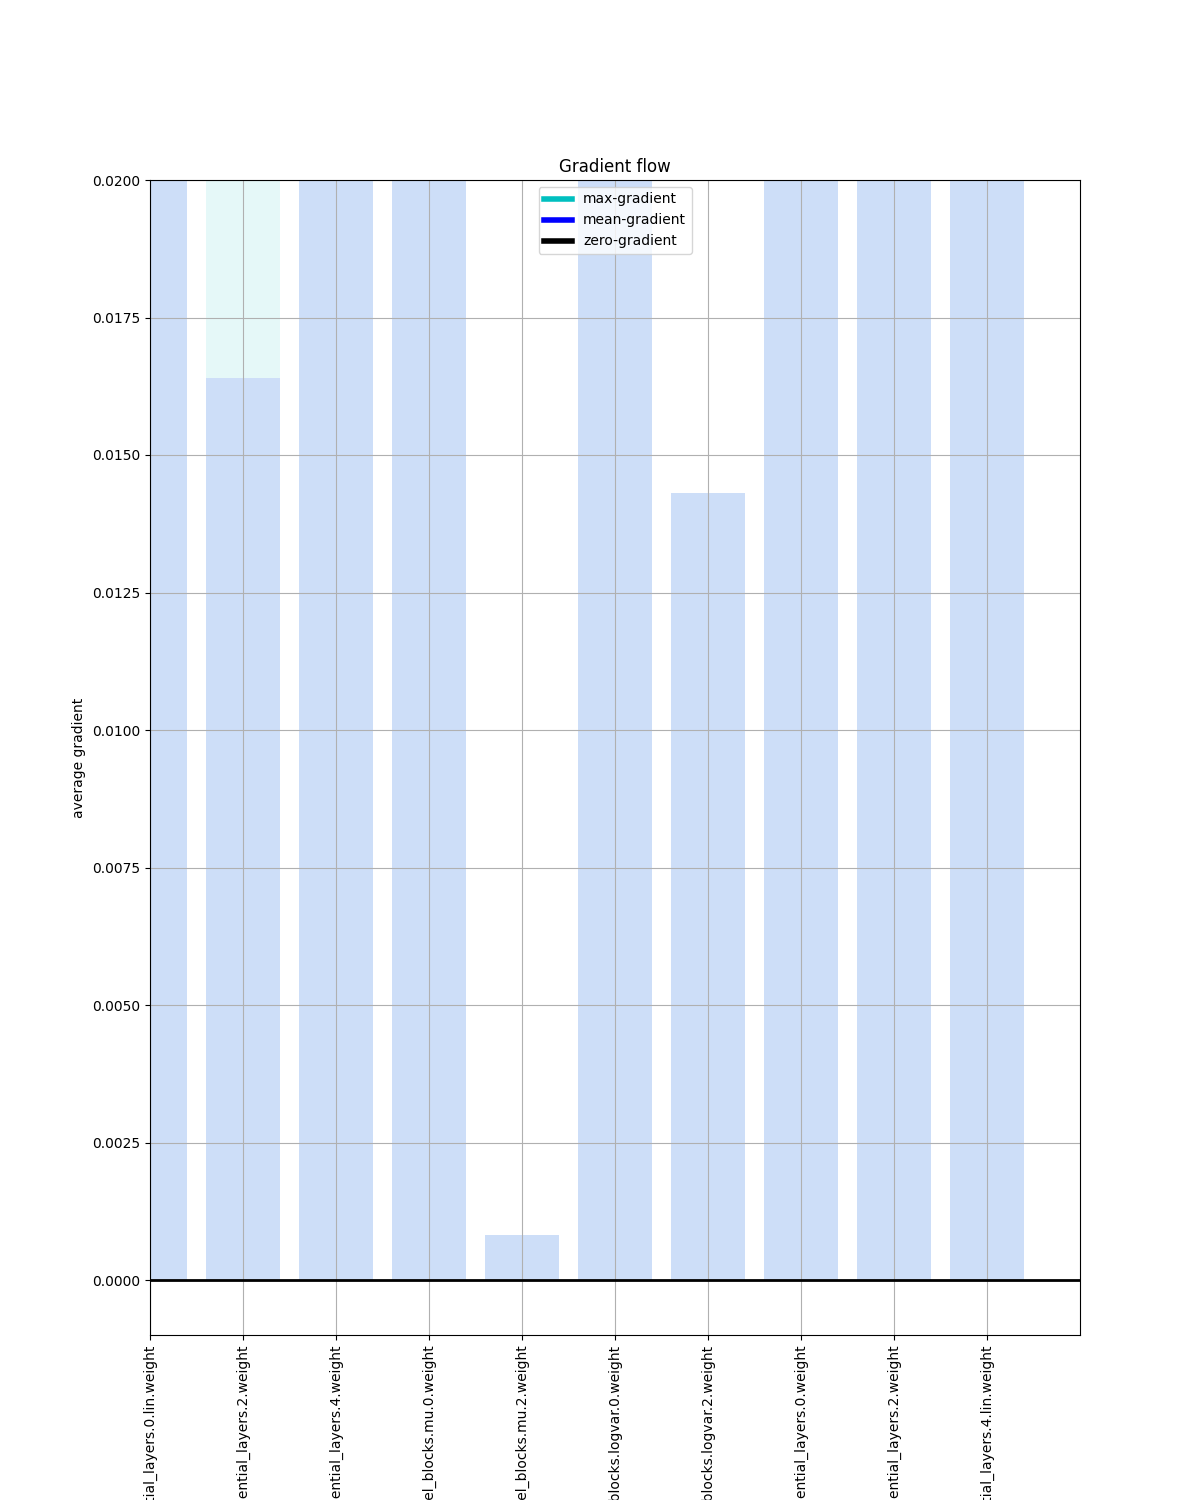 Gradient flow
max-gradient
mean-gradient
zero-gradient
0.0200
0.0175
0.0150
0.0125
0.0100
0.0075
0.0050
0.0025
0.0000
average gradient
tial_layers.0.lin.weight
ential_layers.2.weight
ential_layers.4.weight
el_blocks.mu.0.weight
el_blocks.mu.2.weight
blocks.logvar.0.weight
blocks.logvar.2.weight
ential_layers.0.weight
ential_layers.2.weight
tial_layers.4.lin.weight